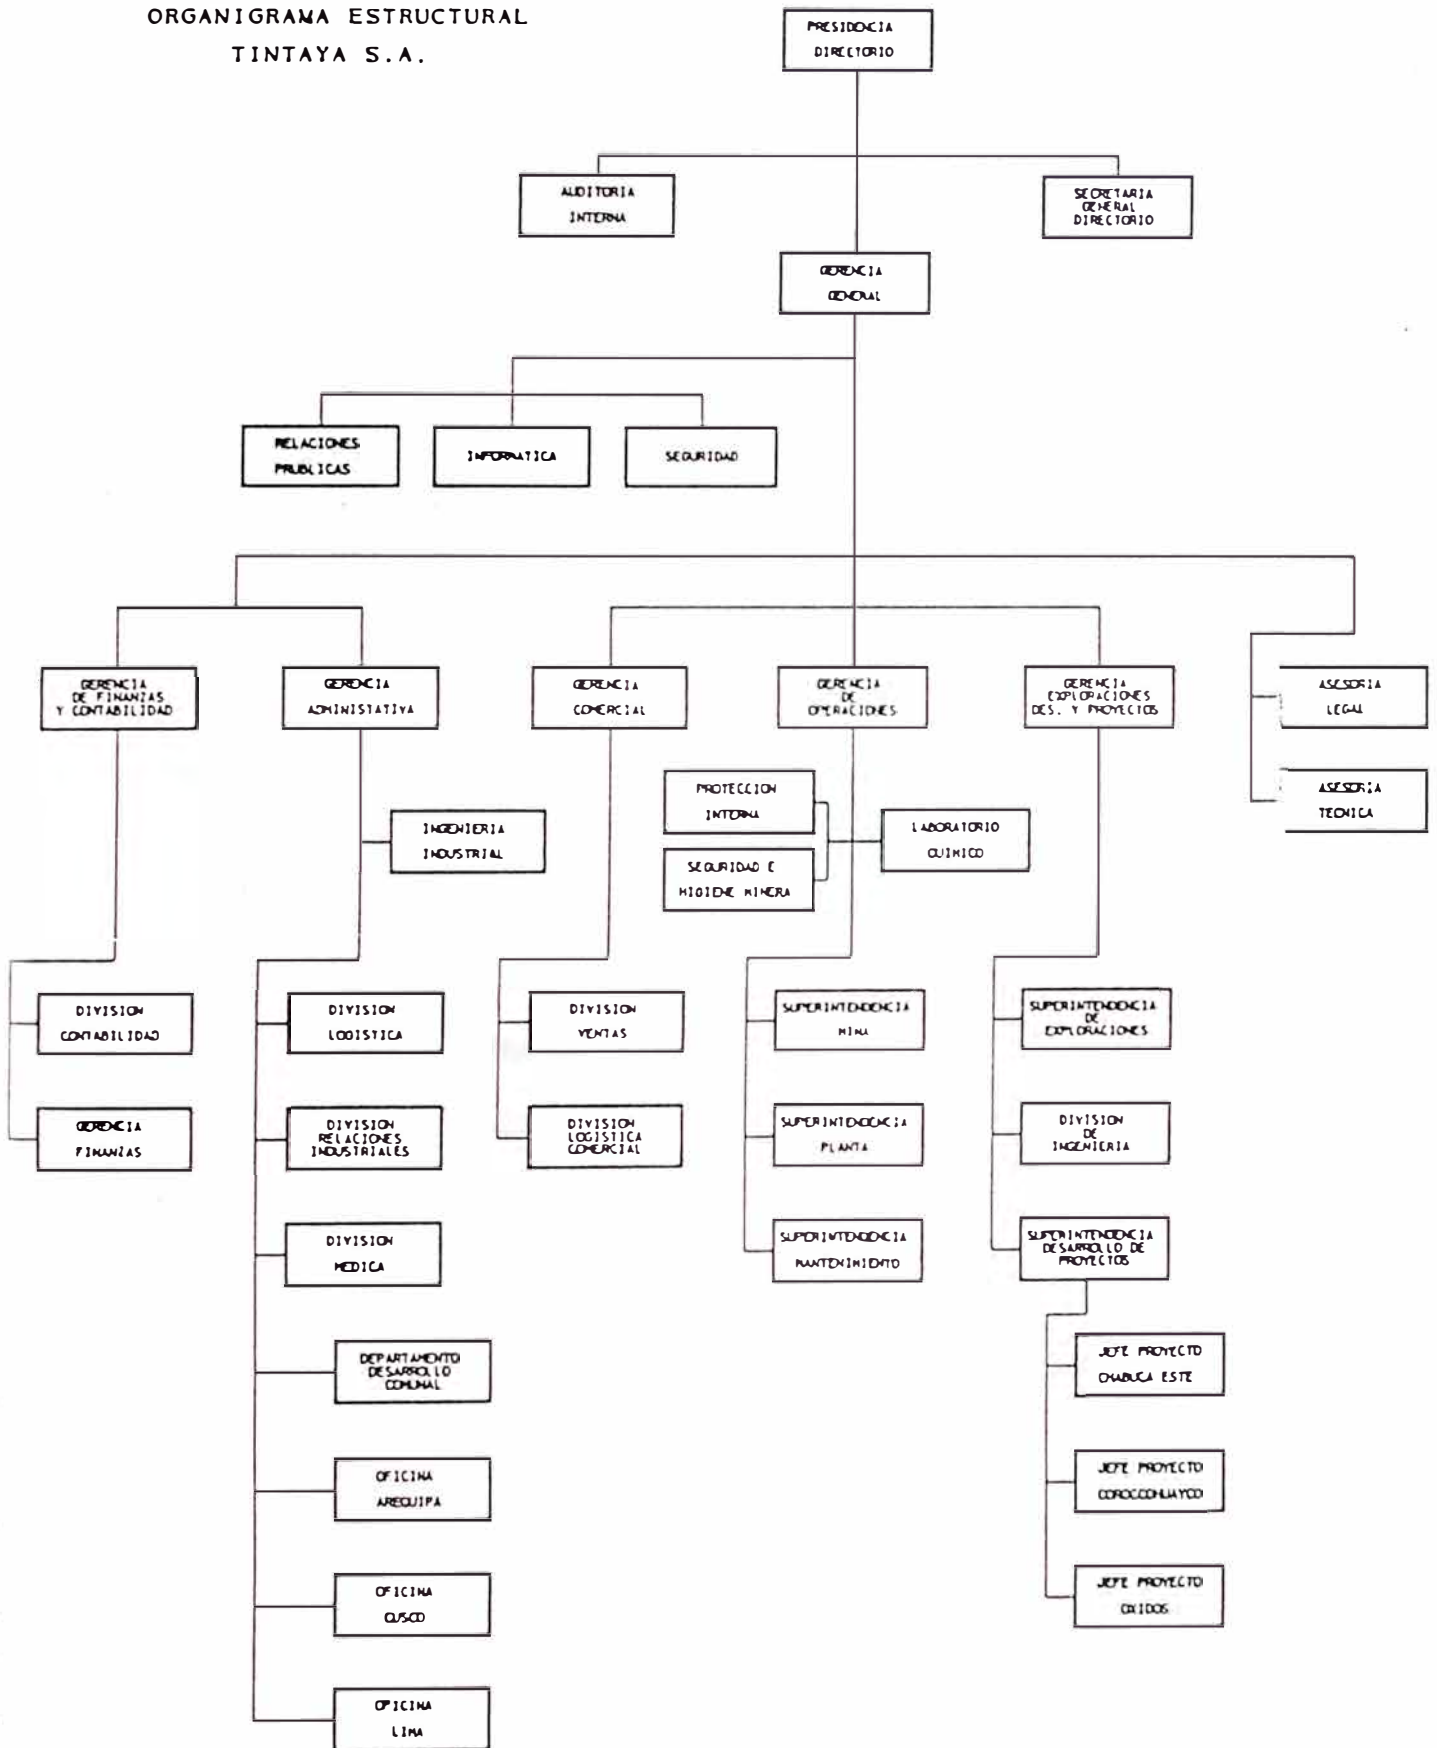 ORGANIGRAMA ESTRUCTURAL
TINTAYA S.A.
PRESIDENCIA
DIRECTORIO
AUDITORIA
INTERNA
SECRETARIA
GENERAL
DIRECTORIO
GERENCIA
GENERAL
RELACIONES
PRUBLICAS
INFORMATICA
SEGURIDAD
GERENCIA
DE FINANZAS
Y CONTABILIDAD
GERENCIA
ADMINISTATIVA
GERENCIA
COMERCIAL
GERENCIA
DE
OPERACIONES
GERENCIA
EXPLORACIONES
DES. Y PROYECTOS
ASESORIA
LEGAL
ASESORIA
TECNICA
PROTECCION
INTERNA
SEGURIDAD E
HIGIENE MINERA
LABORATORIO
QUIMICO
INGENIERIA
INDUSTRIAL
DIVISION
CONTABILIDAD
GERENCIA
FINANZAS
DIVISION
LOGISTICA
DIVISION
RELACIONES
INDUSTRIALES
DIVISION
MEDICA
DEPARTAMENTO
DESARROLLO
COMUNAL
OFICINA
AREQUIPA
OFICINA
CUSCO
OFICINA
LIMA
DIVISION
VENTAS
DIVISION
LOGISTICA
COMERCIAL
SUPERINTENDENCIA
MINA
SUPERINTENDENCIA
PLANTA
SUPERINTENDENCIA
MANTENIMIENTO
SUPERINTENDENCIA
DE
EXPLORACIONES
DIVISION
DE
INGENIERIA
SUPERINTENDENCIA
DESARROLLO DE
PROYECTOS
JEFE PROYECTO
CHABUCA ESTE
JEFE PROYECTO
COROCCOHUAYCO
JEFE PROYECTO
OXIDOS